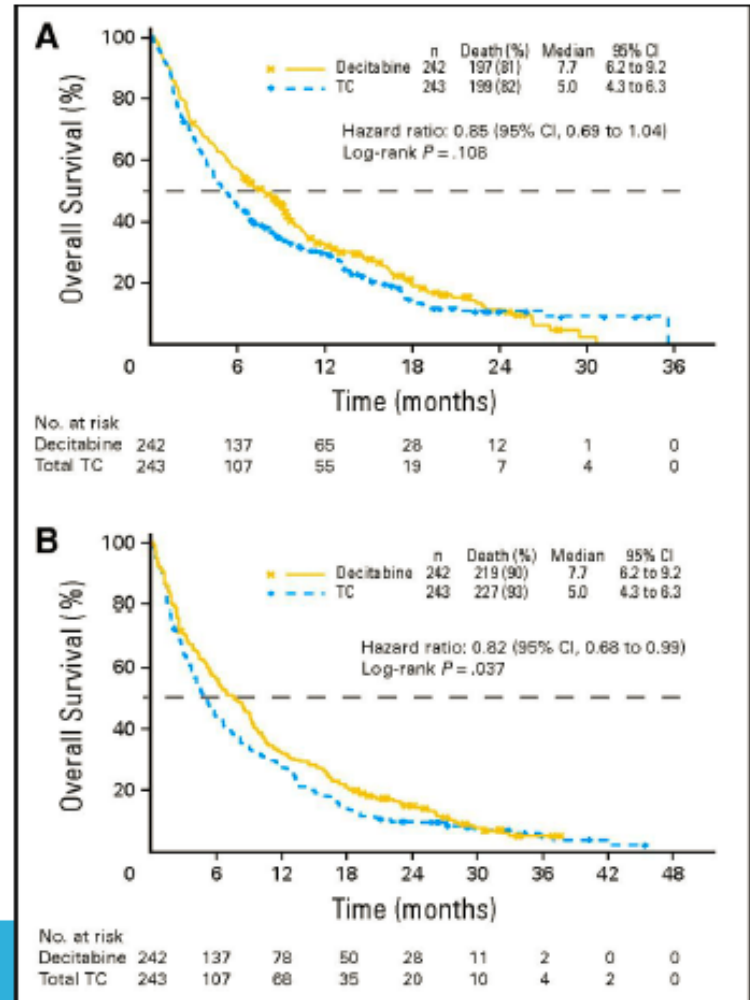 A
Overall Survival (%)
100
80
60
40
20
n Death (%) Median 95% CI
Decitabine 242 197 (81) 7.7 6.2 to 9.2
TC 243 199 (82) 5.0 4.3 to 6.3
Hazard ratio: 0.85 (95% CI, 0.69 to 1.04)
Log-rank P = .108
0 6 12 18 24 30 36
Time (months)
No. at risk
Decitabine 242 137 65 28 12 1 0
Total TC 243 107 55 19 7 4 0
B
Overall Survival (%)
100
80
60
40
20
n Death (%) Median 95% CI
Decitabine 242 219 (90) 7.7 6.2 to 9.2
TC 243 227 (93) 5.0 4.3 to 6.3
Hazard ratio: 0.82 (95% CI, 0.68 to 0.99)
Log-rank P = .037
0 6 12 18 24 30 36 42 48
Time (months)
No. at risk
Decitabine 242 137 78 50 28 11 2 0 0
Total TC 243 107 68 35 20 10 4 2 0